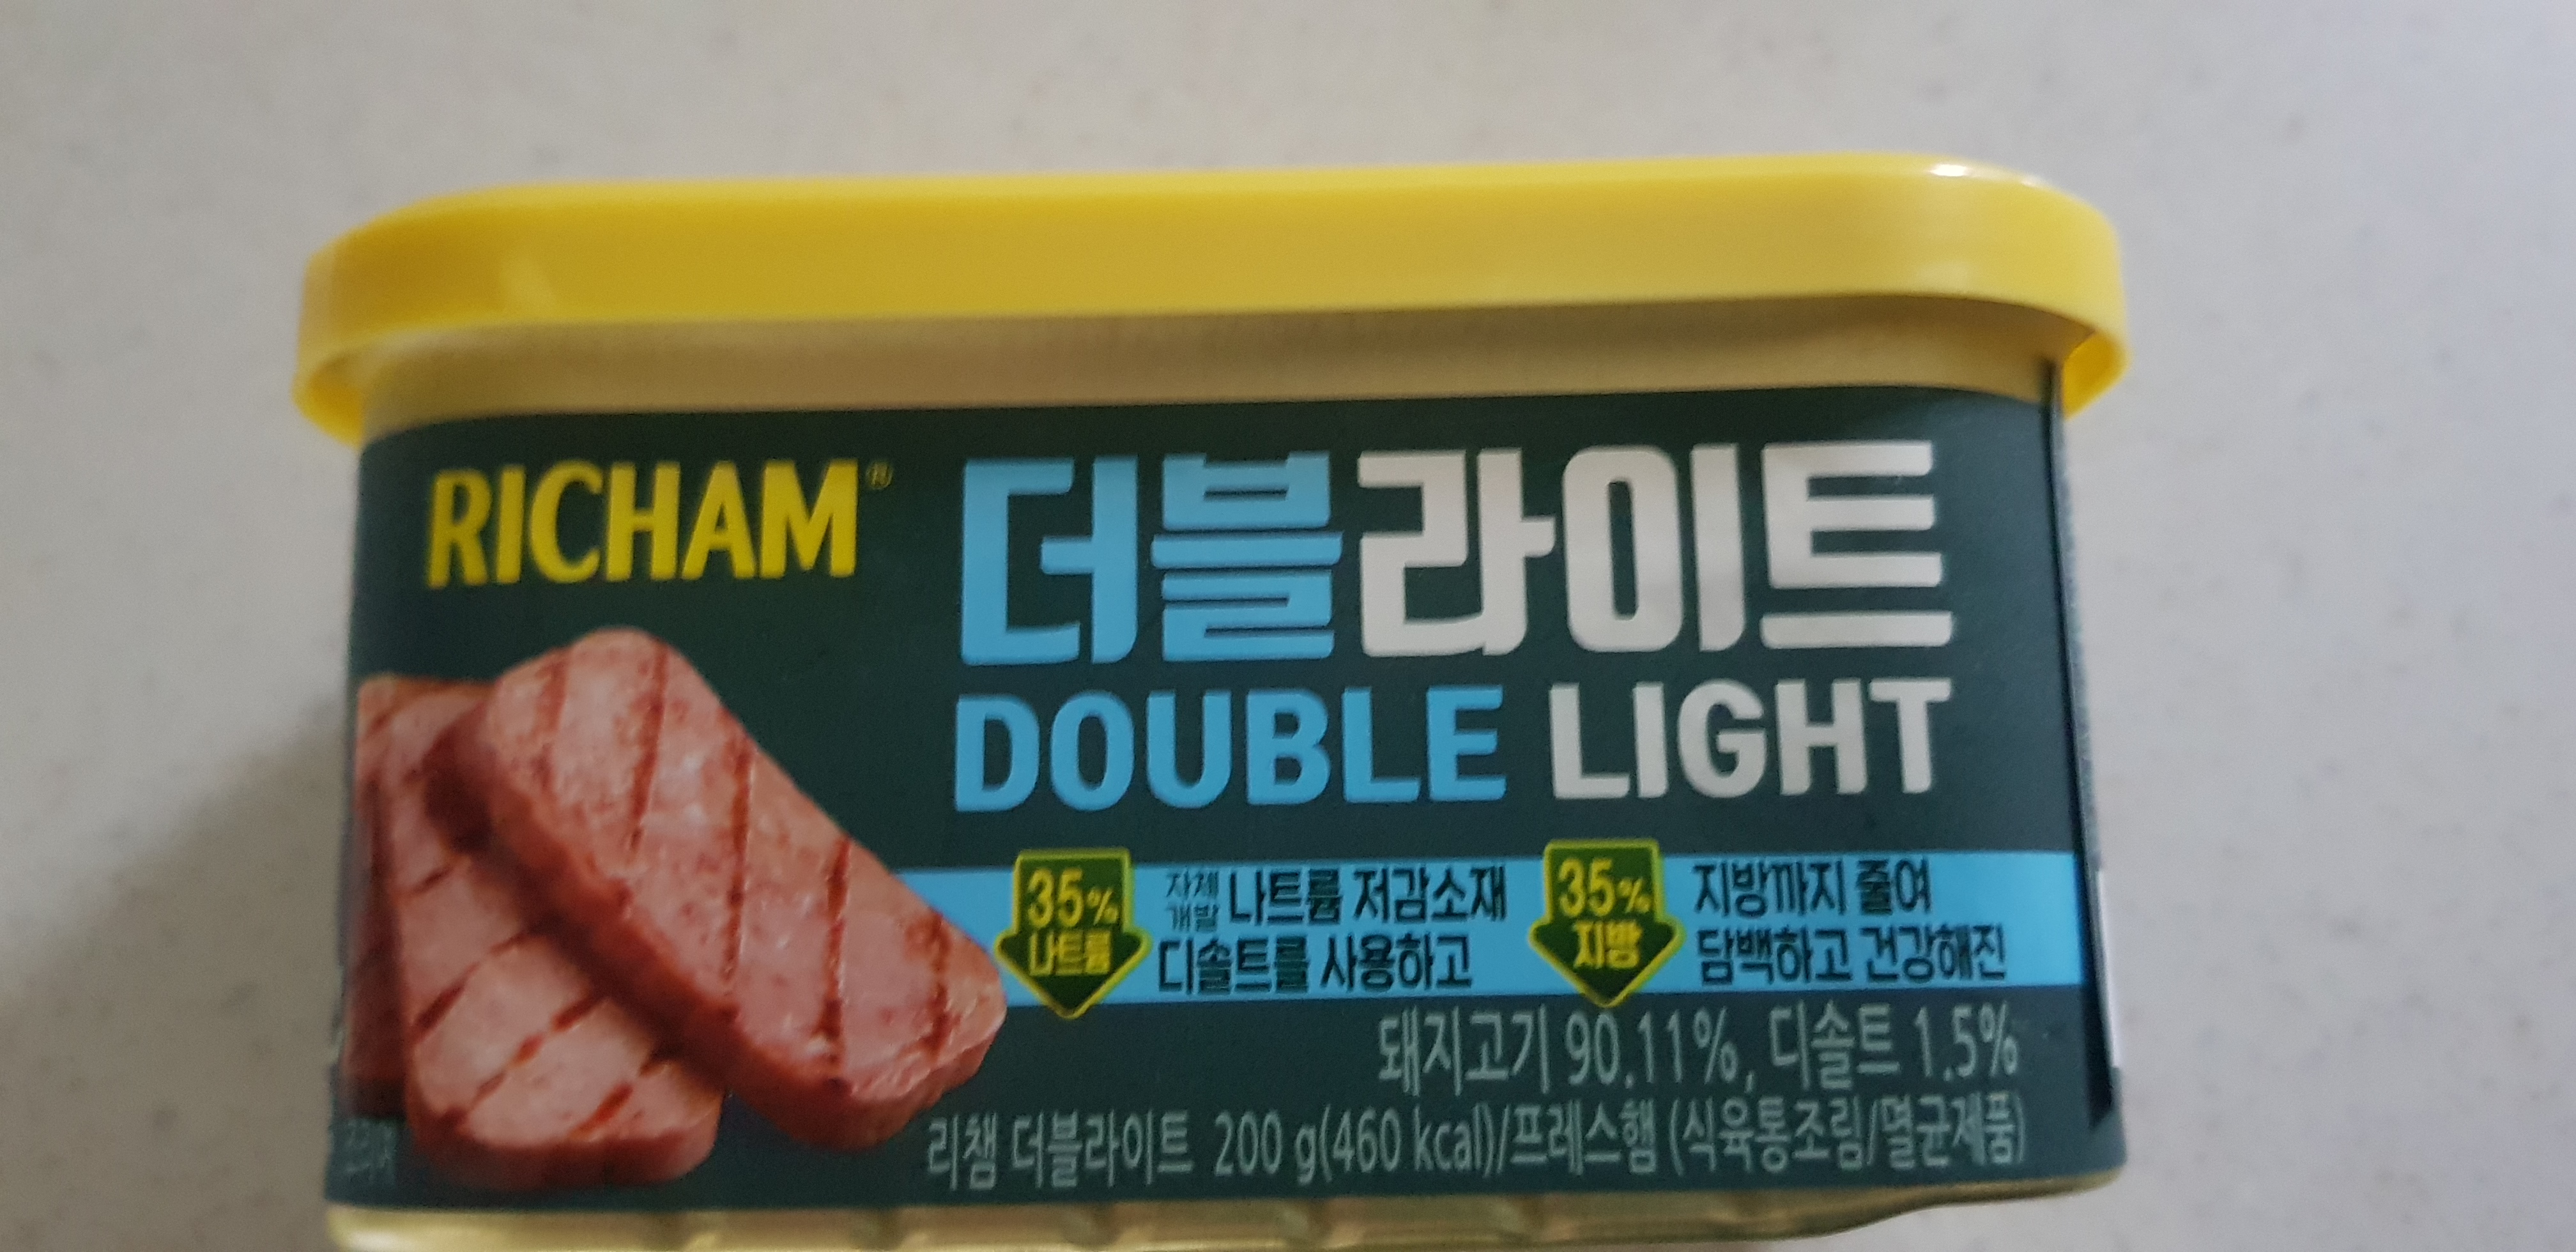 RICHAM®
더블라이트
DOUBLE LIGHT
35%
나트륨
자체
개발
나트륨 저감소재
디솔트를 사용하고
35%
지방
지방까지 줄여
담백하고 건강해진
돼지고기 90.11%, 디솔트 1.5%
리챔 더블라이트 200 g(460 kcal)/프레스햄 (식육통조림/멸균제품)
조리예